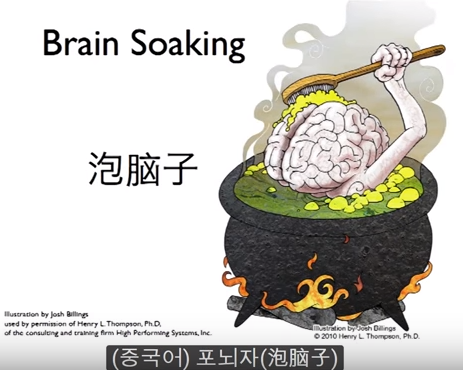 Brain Soaking
泡脑子
Illustration by Josh Billings
used by permission of Henry L. Thompson, Ph.D,
of the consulting and training firm High Performing Systems, Inc.
Illustration by Josh Billings
© 2010 Henry L. Thompson, Ph.D.
(중국어) 포뇌자(泡脑子)